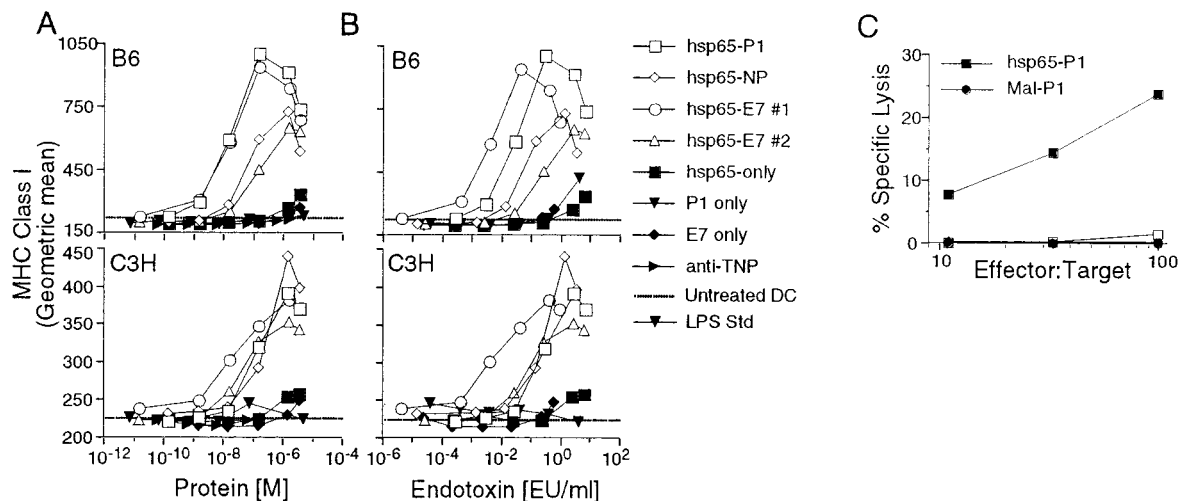 A
B
C
MHC Class I
(Geometric mean)
B6
1050
750
450
150
C3H
450
400
350
300
250
200
10-12 10-10 10-8 10-6 10-4
Protein [M]
B6
10-6 10-4 10-2 100 102
Endotoxin [EU/ml]
hsp65-P1
hsp65-NP
hsp65-E7 #1
hsp65-E7 #2
hsp65-only
P1 only
E7 only
anti-TNP
Untreated DC
LPS Std
% Specific Lysis
30
20
10
0
hsp65-P1
Mal-P1
10 100
Effector:Target